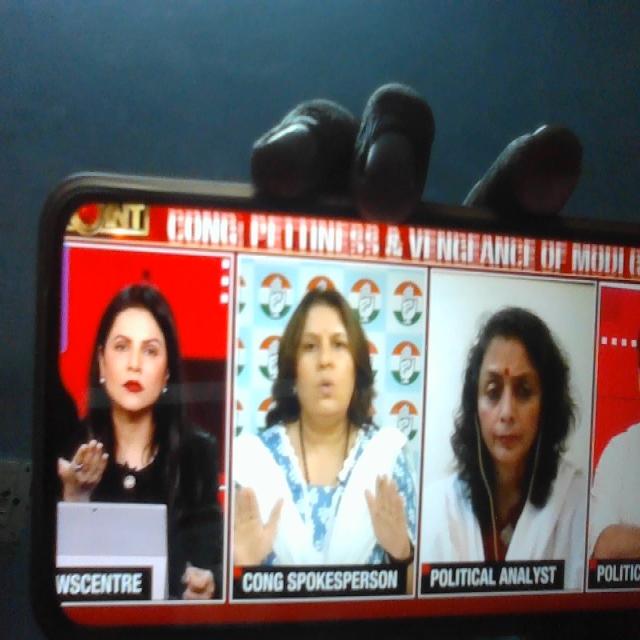 CONG: PETTINESS & VENGEANCE OF MODI
WSCENTRE
CONG SPOKESPERSON
POLITICAL ANALYST
POLITIC